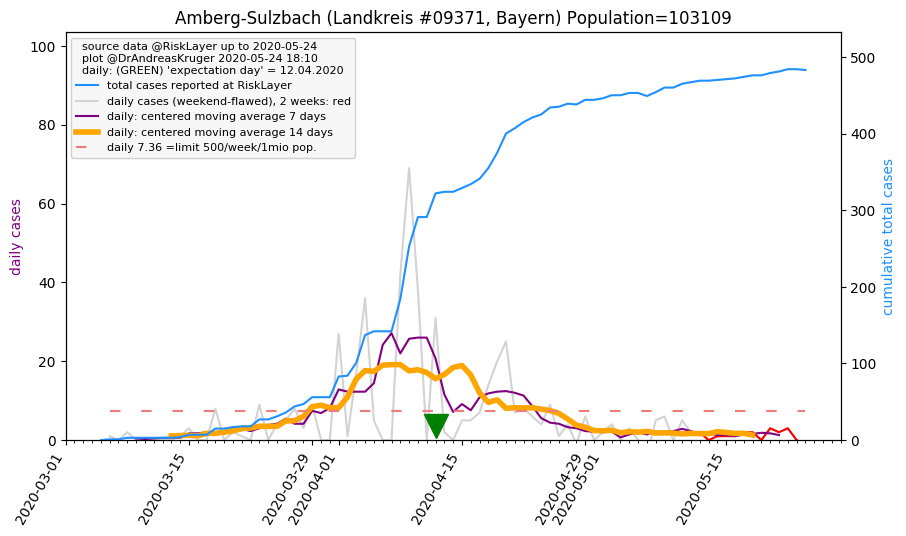 Amberg-Sulzbach (Landkreis #09371, Bayern) Population=103109
source data @RiskLayer up to 2020-05-24
plot @DrAndreasKruger 2020-05-24 18:10
daily: (GREEN) 'expectation day' = 12.04.2020
total cases reported at RiskLayer
daily cases (weekend-flawed), 2 weeks: red
daily: centered moving average 7 days
daily: centered moving average 14 days
daily 7.36 =limit 500/week/1mio pop.
daily cases
100
80
60
40
20
0
cumulative total cases
500
400
300
200
100
0
2020-03-01
2020-03-15
2020-03-29
2020-04-01
2020-04-15
2020-04-29
2020-05-01
2020-05-15